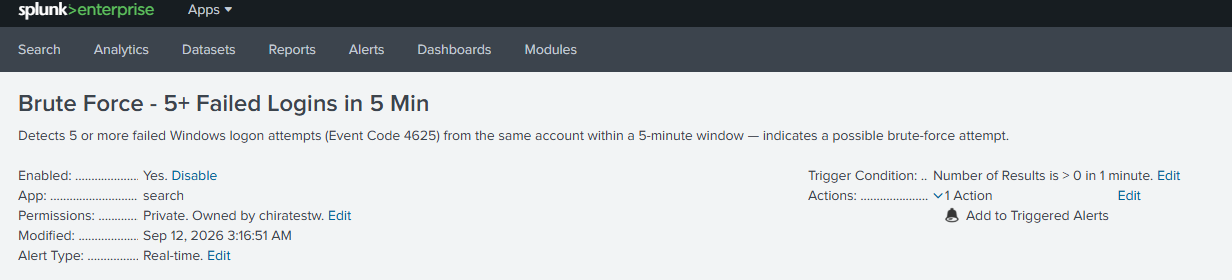 splunk>enterprise Apps
Search Analytics Datasets Reports Alerts Dashboards Modules
Brute Force - 5+ Failed Logins in 5 Min
Detects 5 or more failed Windows logon attempts (Event Code 4625) from the same account within a 5-minute window — indicates a possible brute-force attempt.
Enabled: .................... Yes. Disable
App: ............................ search
Permissions: ............ Private. Owned by chiratestw. Edit
Modified: ................... Sep 12, 2026 3:16:51 AM
Alert Type: ................ Real-time. Edit
Trigger Condition: .. Number of Results is > 0 in 1 minute. Edit
Actions: ..................... 1 Action Edit
Add to Triggered Alerts